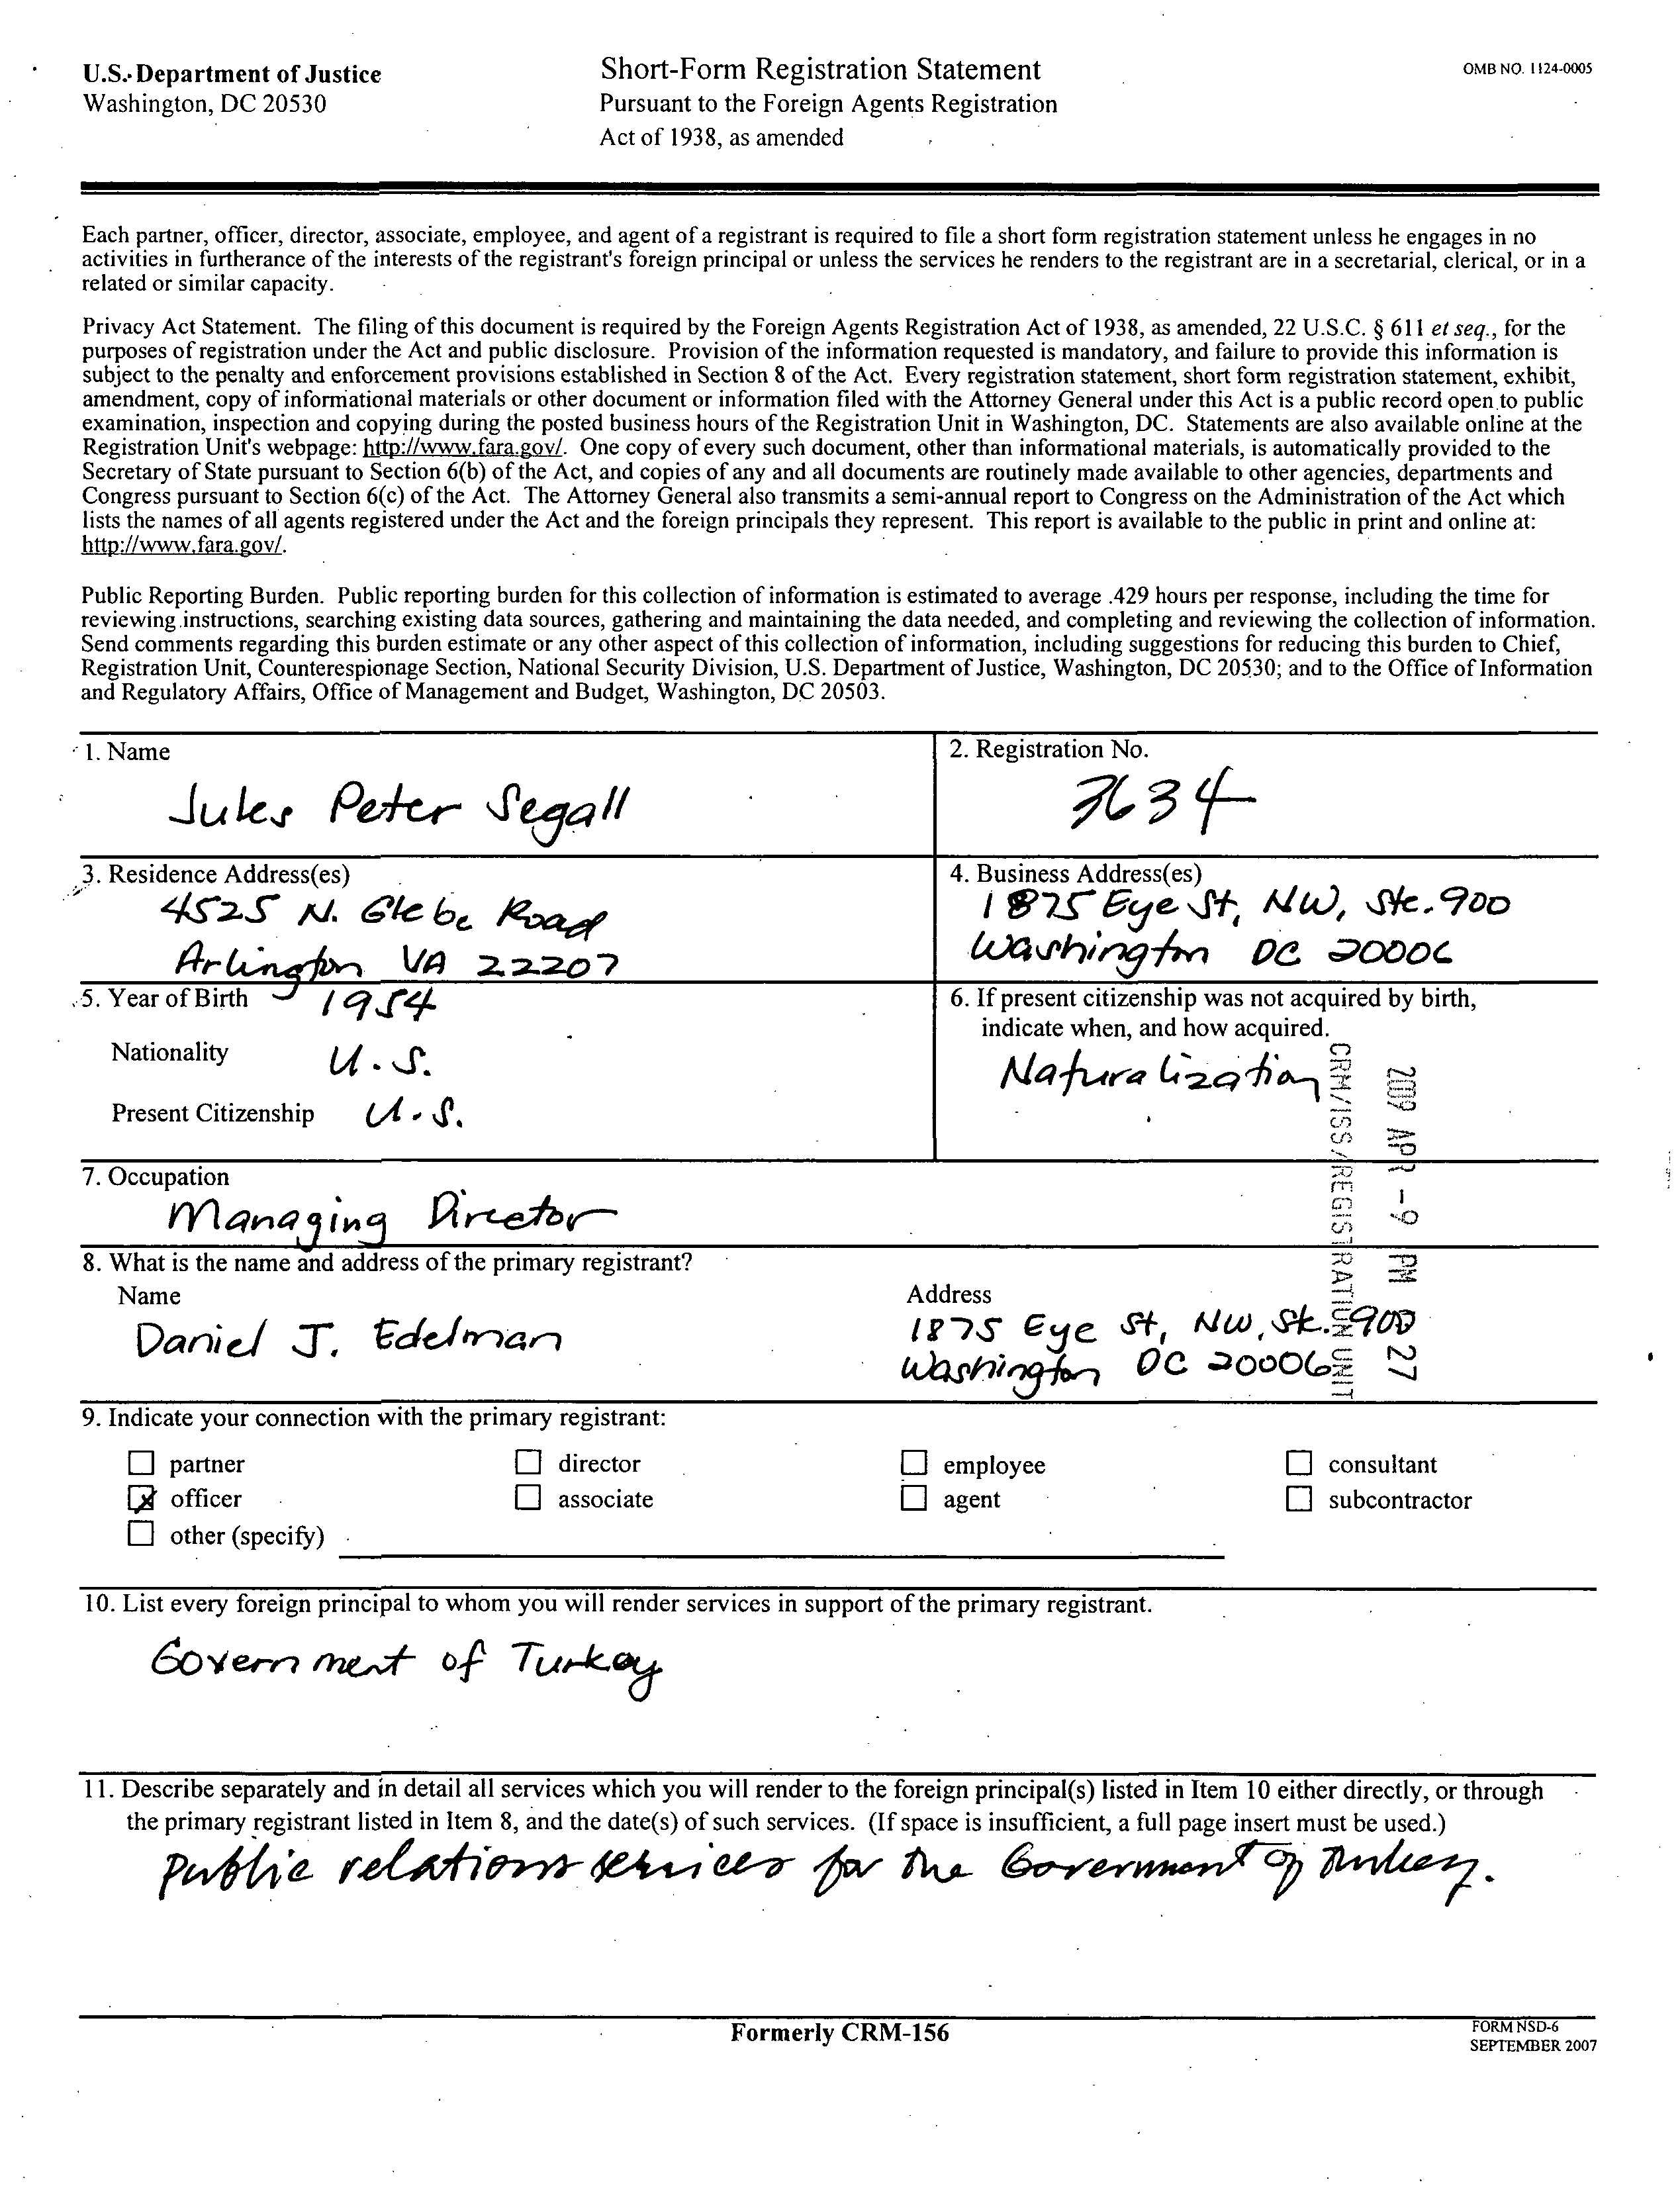 U.S. Department of Justice
Washington, DC 20530
Short-Form Registration Statement
Pursuant to the Foreign Agents Registration
Act of 1938, as amended
OMB NO. 1124-0005
Each partner, officer, director, associate, employee, and agent of a registrant is required to file a short form registration statement unless he engages in no
activities in furtherance of the interests of the registrant's foreign principal or unless the services he renders to the registrant are in a secretarial, clerical, or in a
related or similar capacity.
Privacy Act Statement. The filing of this document is required by the Foreign Agents Registration Act of 1938, as amended, 22 U.S.C. § 611 et seq., for the
purposes of registration under the Act and public disclosure. Provision of the information requested is mandatory, and failure to provide this information is
subject to the penalty and enforcement provisions established in Section 8 of the Act. Every registration statement, short form registration statement, exhibit,
amendment, copy of informational materials or other document or information filed with the Attorney General under this Act is a public record open to public
examination, inspection and copying during the posted business hours of the Registration Unit in Washington, DC. Statements are also available online at the
Registration Unit's webpage: http://www.fara.gov/. One copy of every such document, other than informational materials, is automatically provided to the
Secretary of State pursuant to Section 6(b) of the Act, and copies of any and all documents are routinely made available to other agencies, departments and
Congress pursuant to Section 6(c) of the Act. The Attorney General also transmits a semi-annual report to Congress on the Administration of the Act which
lists the names of all agents registered under the Act and the foreign principals they represent. This report is available to the public in print and online at:
http://www.fara.gov/.
Public Reporting Burden. Public reporting burden for this collection of information is estimated to average .429 hours per response, including the time for
reviewing instructions, searching existing data sources, gathering and maintaining the data needed, and completing and reviewing the collection of information.
Send comments regarding this burden estimate or any other aspect of this collection of information, including suggestions for reducing this burden to Chief,
Registration Unit, Counterespionage Section, National Security Division, U.S. Department of Justice, Washington, DC 20530; and to the Office of Information
and Regulatory Affairs, Office of Management and Budget, Washington, DC 20503.
1. Name
Jules Peter Segall
2. Registration No.
3634
3. Residence Address(es)
4525 N. Glebe Road
Arlington VA 22207
4. Business Address(es)
1875 Eye St, NW, Ste. 900
Washington DC 20006
5. Year of Birth 1954
Nationality U.S.
Present Citizenship U.S.
6. If present citizenship was not acquired by birth,
indicate when, and how acquired.
Naturalization
CRM/ISS/REGISTRATION UNIT
2009 APR -9 PM 27
7. Occupation
Managing Director
8. What is the name and address of the primary registrant?
Name
Daniel J. Edelman
Address
1875 Eye St, NW, Ste. 900
Washington DC 20006
9. Indicate your connection with the primary registrant:
partner director employee consultant
officer associate agent subcontractor
other (specify)
10. List every foreign principal to whom you will render services in support of the primary registrant.
Government of Turkey
11. Describe separately and in detail all services which you will render to the foreign principal(s) listed in Item 10 either directly, or through
the primary registrant listed in Item 8, and the date(s) of such services. (If space is insufficient, a full page insert must be used.)
Public relations services for the Government of Turkey.
Formerly CRM-156
FORM NSD-6
SEPTEMBER 2007